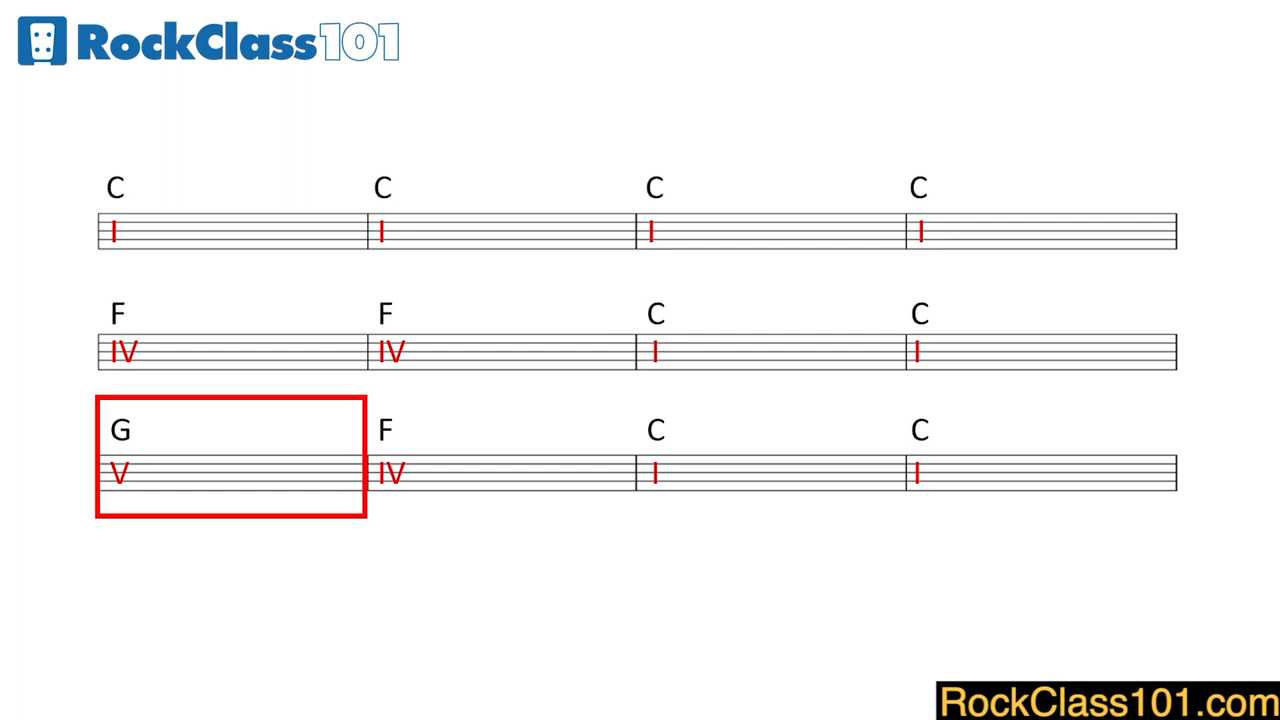 RockClass101
C C C C
I I I I
F F C C
IV IV I I
G F C C
V IV I I
RockClass101.com